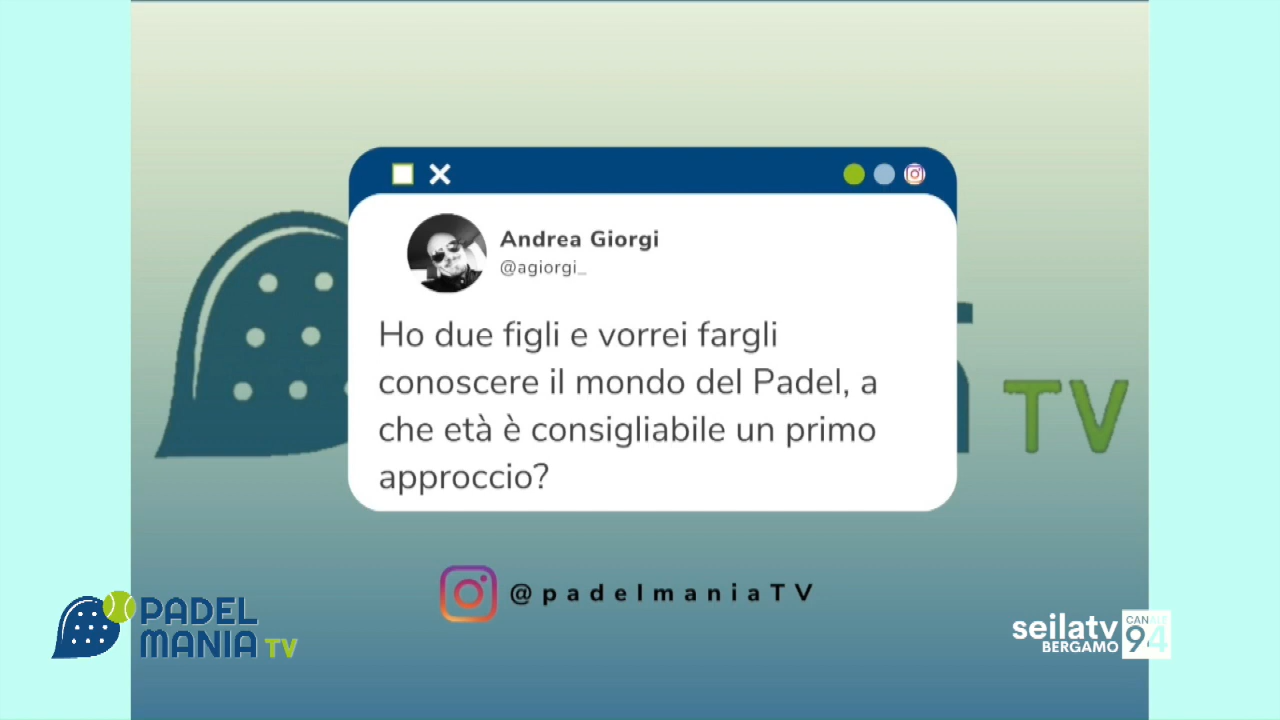 Andrea Giorgi
@agiorgi_
Ho due figli e vorrei fargli
conoscere il mondo del Padel, a
che età è consigliabile un primo
approccio?
TV
@padelmaniaTV
PADEL
MANIA TV
seilatv
BERGAMO
CANALE
94